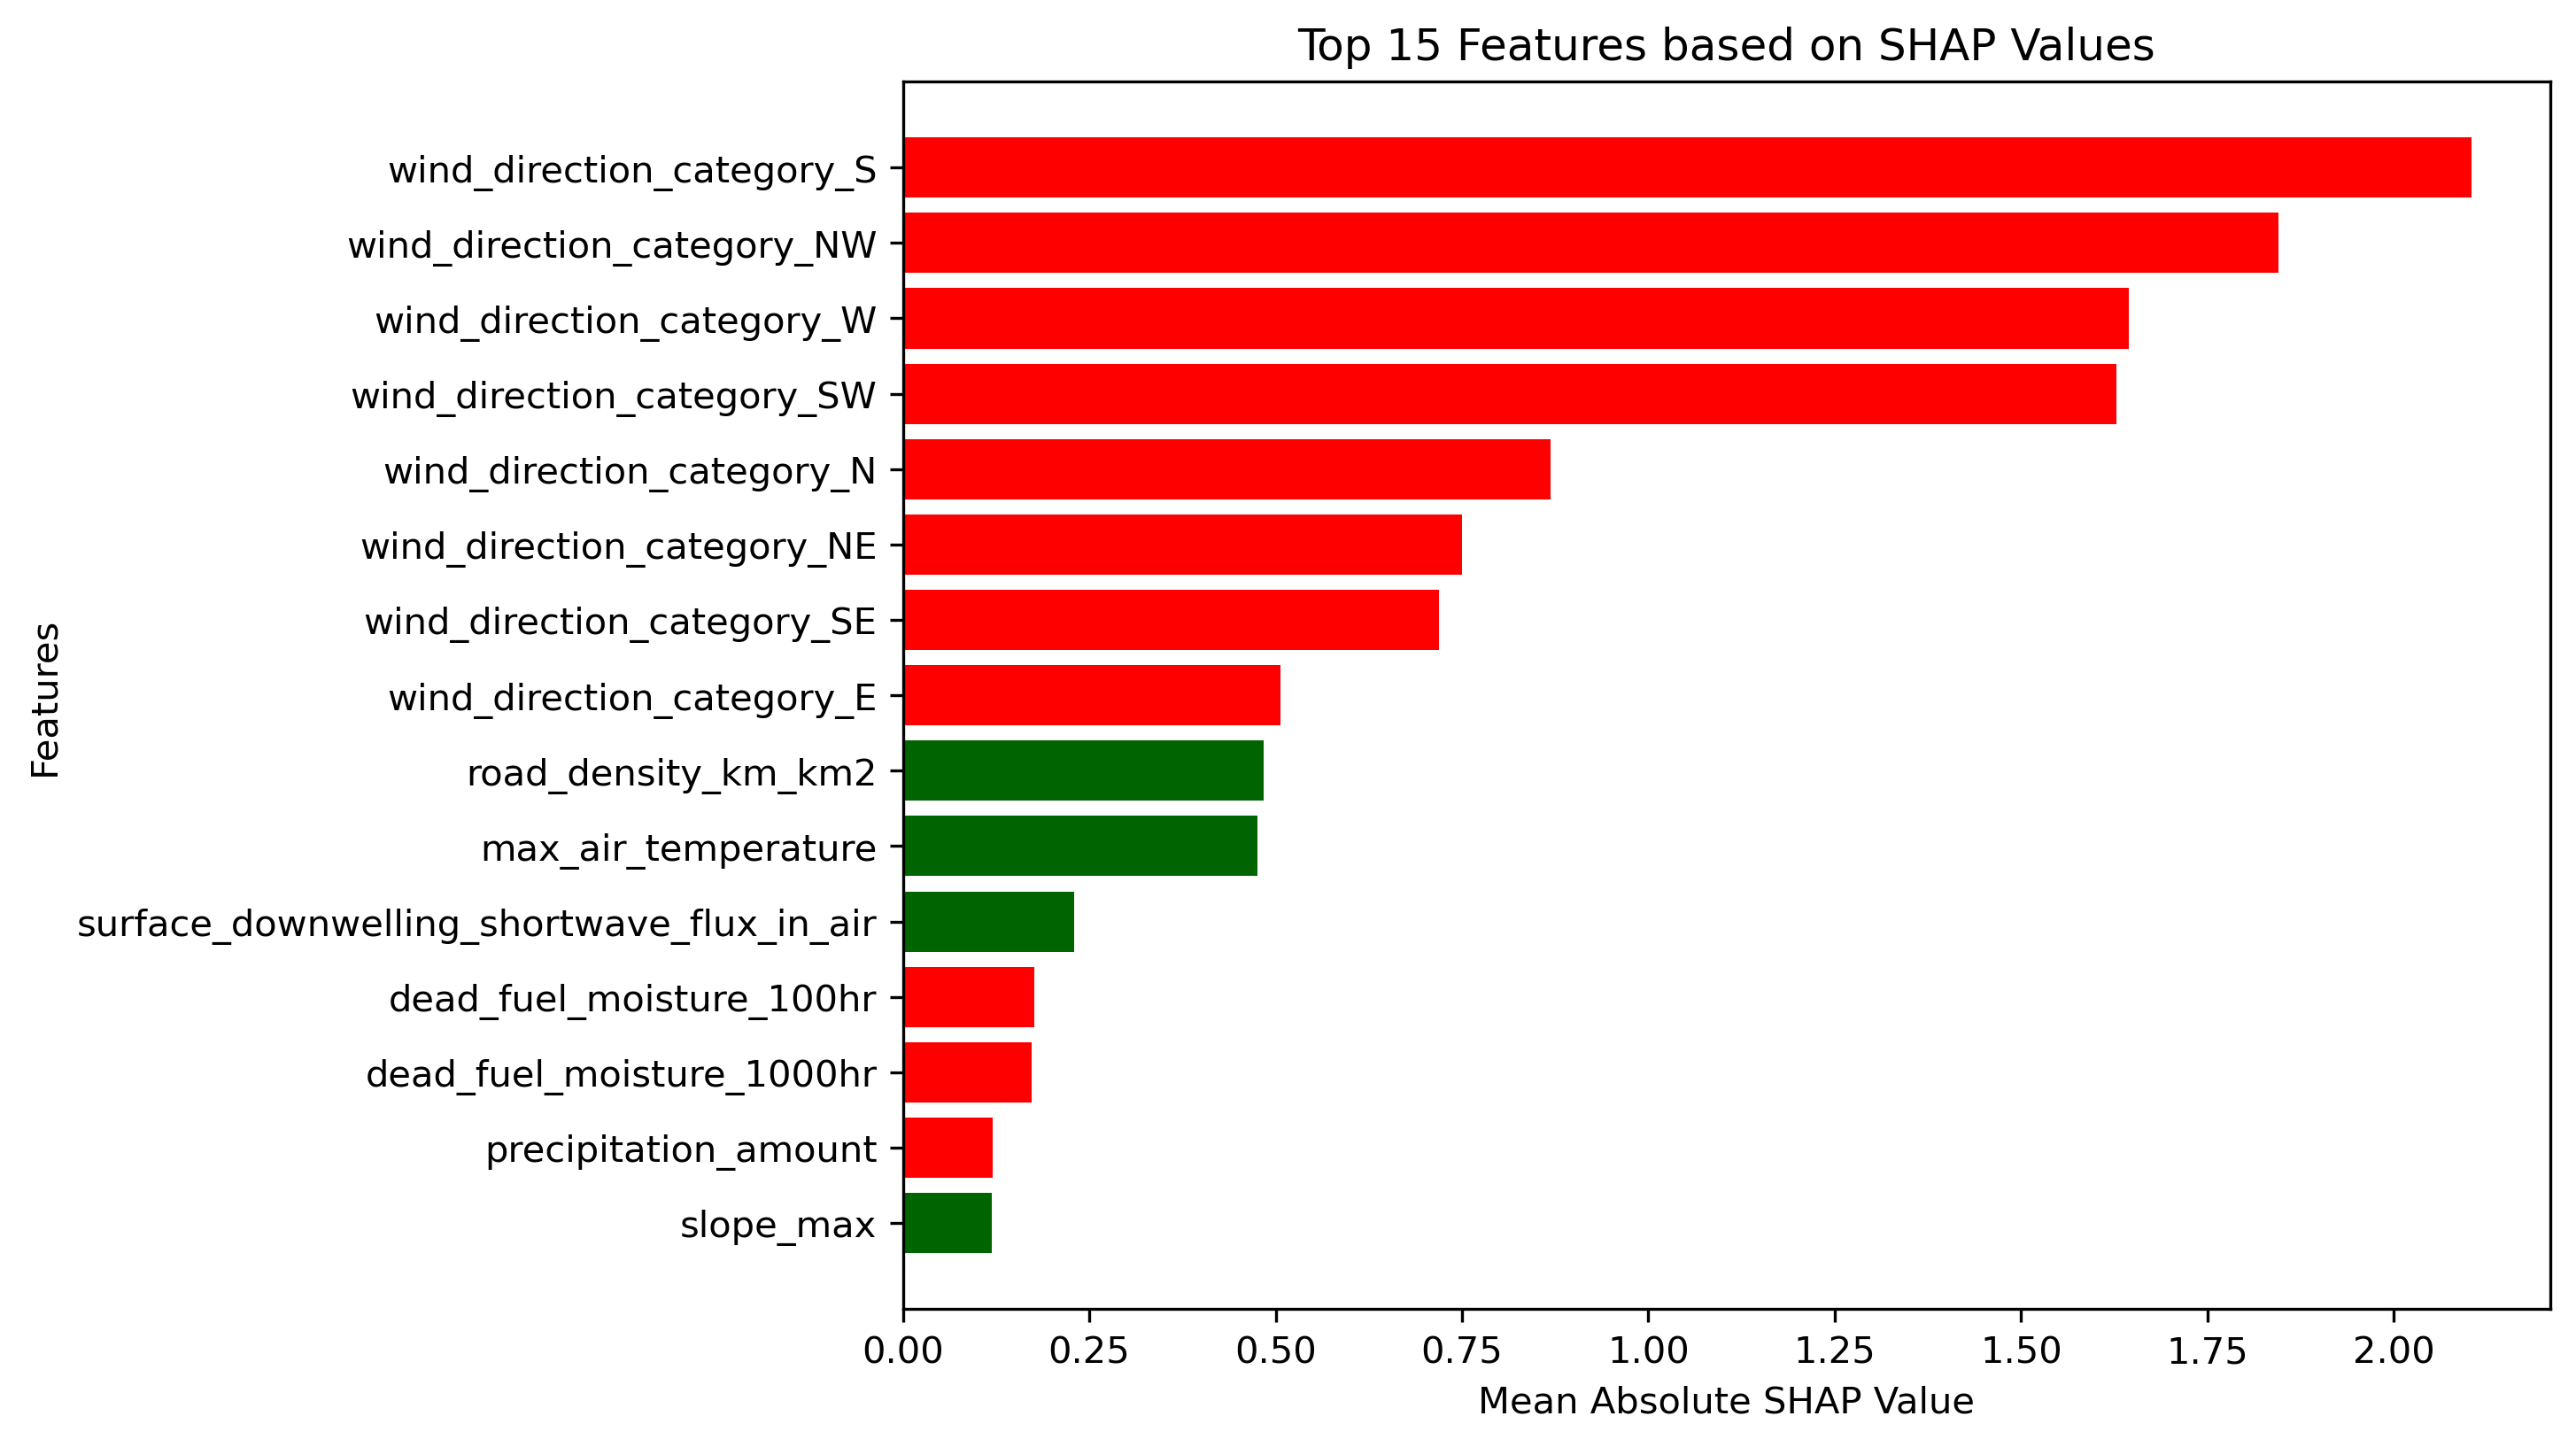 Top 15 Features based on SHAP Values
Features
wind_direction_category_S
wind_direction_category_NW
wind_direction_category_W
wind_direction_category_SW
wind_direction_category_N
wind_direction_category_NE
wind_direction_category_SE
wind_direction_category_E
road_density_km_km2
max_air_temperature
surface_downwelling_shortwave_flux_in_air
dead_fuel_moisture_100hr
dead_fuel_moisture_1000hr
precipitation_amount
slope_max
0.00 0.25 0.50 0.75 1.00 1.25 1.50 1.75 2.00
Mean Absolute SHAP Value